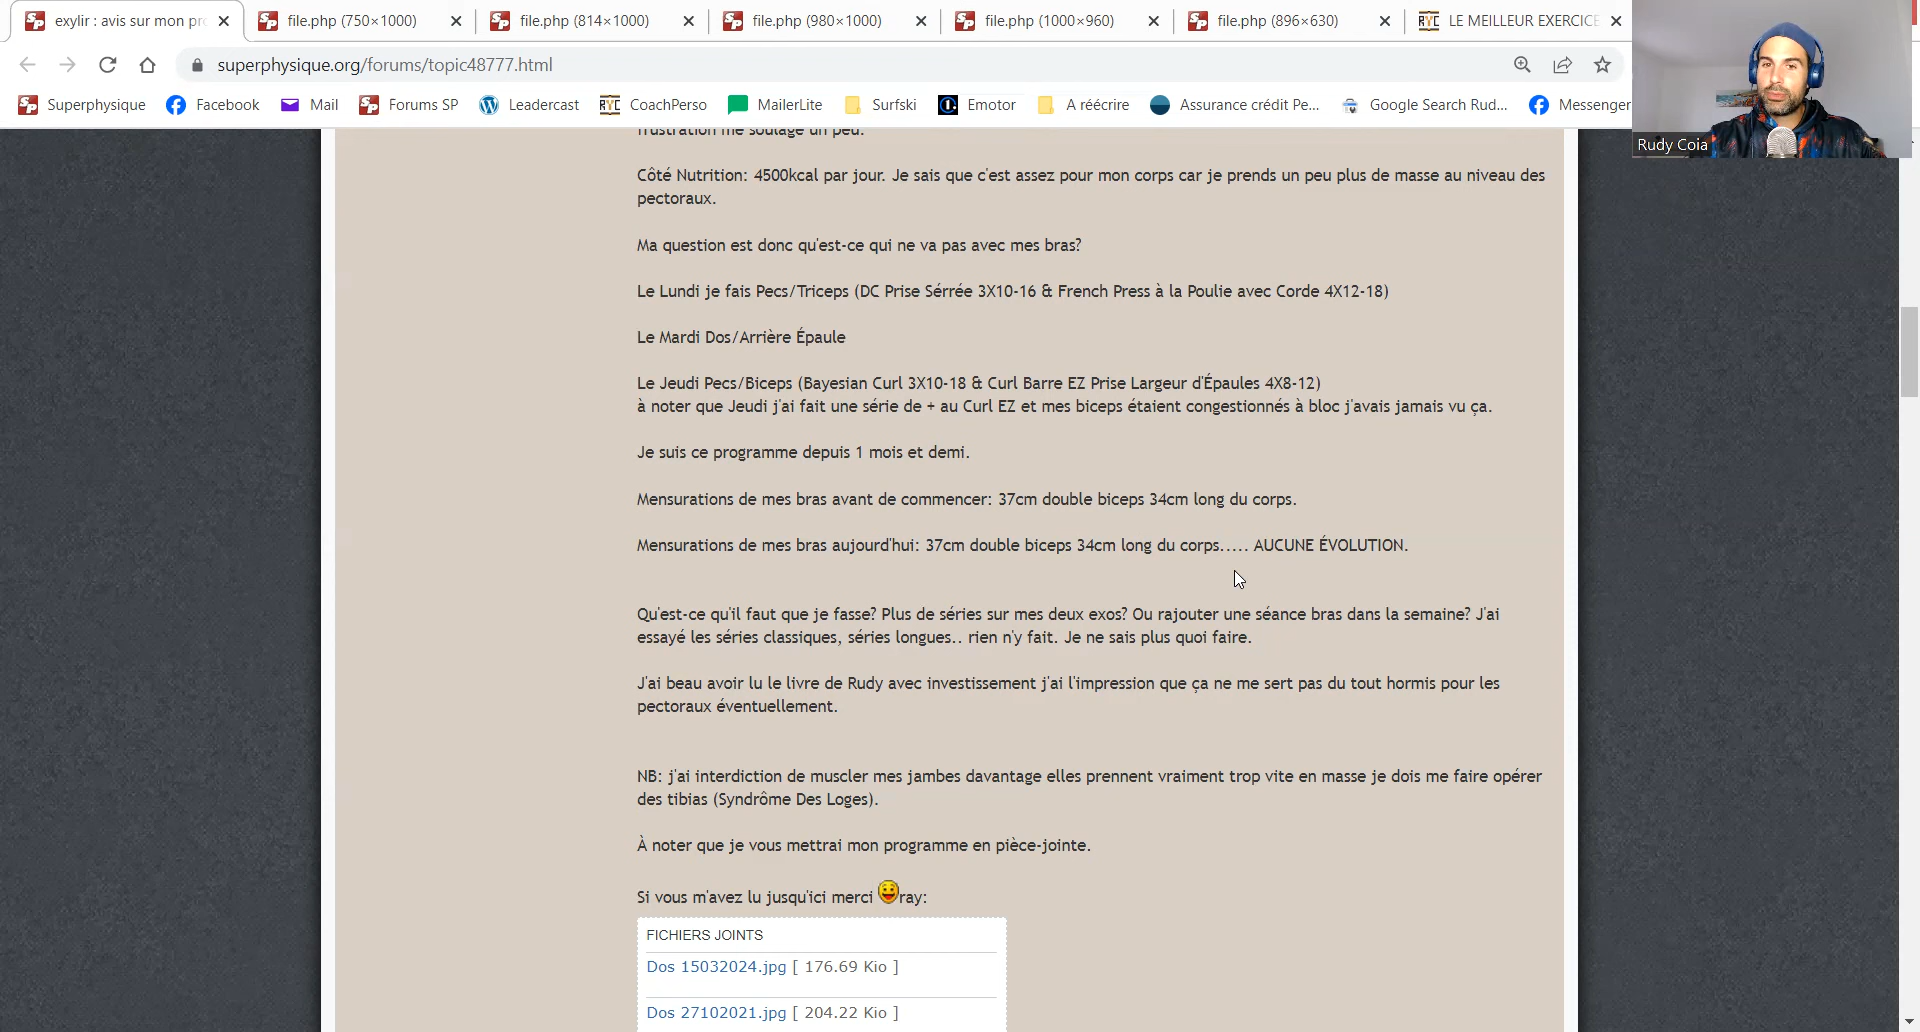 exylir : avis sur mon pr
file.php (750×1000)
file.php (814×1000)
file.php (980×1000)
file.php (1000×960)
file.php (896×630)
LE MEILLEUR EXERCICE
superphysique.org/forums/topic48777.html
Superphysique
Facebook
Mail
Forums SP
Leadercast
CoachPerso
MailerLite
Surfski
Emotor
A réécrire
Assurance crédit Pe...
Google Search Rud...
Messenger
Rudy Coia
frustration me soulage un peu.
Côté Nutrition: 4500kcal par jour. Je sais que c'est assez pour mon corps car je prends un peu plus de masse au niveau des
pectoraux.
Ma question est donc qu'est-ce qui ne va pas avec mes bras?
Le Lundi je fais Pecs/Triceps (DC Prise Sérrée 3X10-16 & French Press à la Poulie avec Corde 4X12-18)
Le Mardi Dos/Arrière Épaule
Le Jeudi Pecs/Biceps (Bayesian Curl 3X10-18 & Curl Barre EZ Prise Largeur d'Épaules 4X8-12)
à noter que Jeudi j'ai fait une série de + au Curl EZ et mes biceps étaient congestionnés à bloc j'avais jamais vu ça.
Je suis ce programme depuis 1 mois et demi.
Mensurations de mes bras avant de commencer: 37cm double biceps 34cm long du corps.
Mensurations de mes bras aujourd'hui: 37cm double biceps 34cm long du corps..... AUCUNE ÉVOLUTION.
Qu'est-ce qu'il faut que je fasse? Plus de séries sur mes deux exos? Ou rajouter une séance bras dans la semaine? J'ai
essayé les séries classiques, séries longues.. rien n'y fait. Je ne sais plus quoi faire.
J'ai beau avoir lu le livre de Rudy avec investissement j'ai l'impression que ça ne me sert pas du tout hormis pour les
pectoraux éventuellement.
NB: j'ai interdiction de muscler mes jambes davantage elles prennent vraiment trop vite en masse je dois me faire opérer
des tibias (Syndrôme Des Loges).
À noter que je vous mettrai mon programme en pièce-jointe.
Si vous m'avez lu jusqu'ici merci ray:
FICHIERS JOINTS
Dos 15032024.jpg [ 176.69 Kio ]
Dos 27102021.jpg [ 204.22 Kio ]